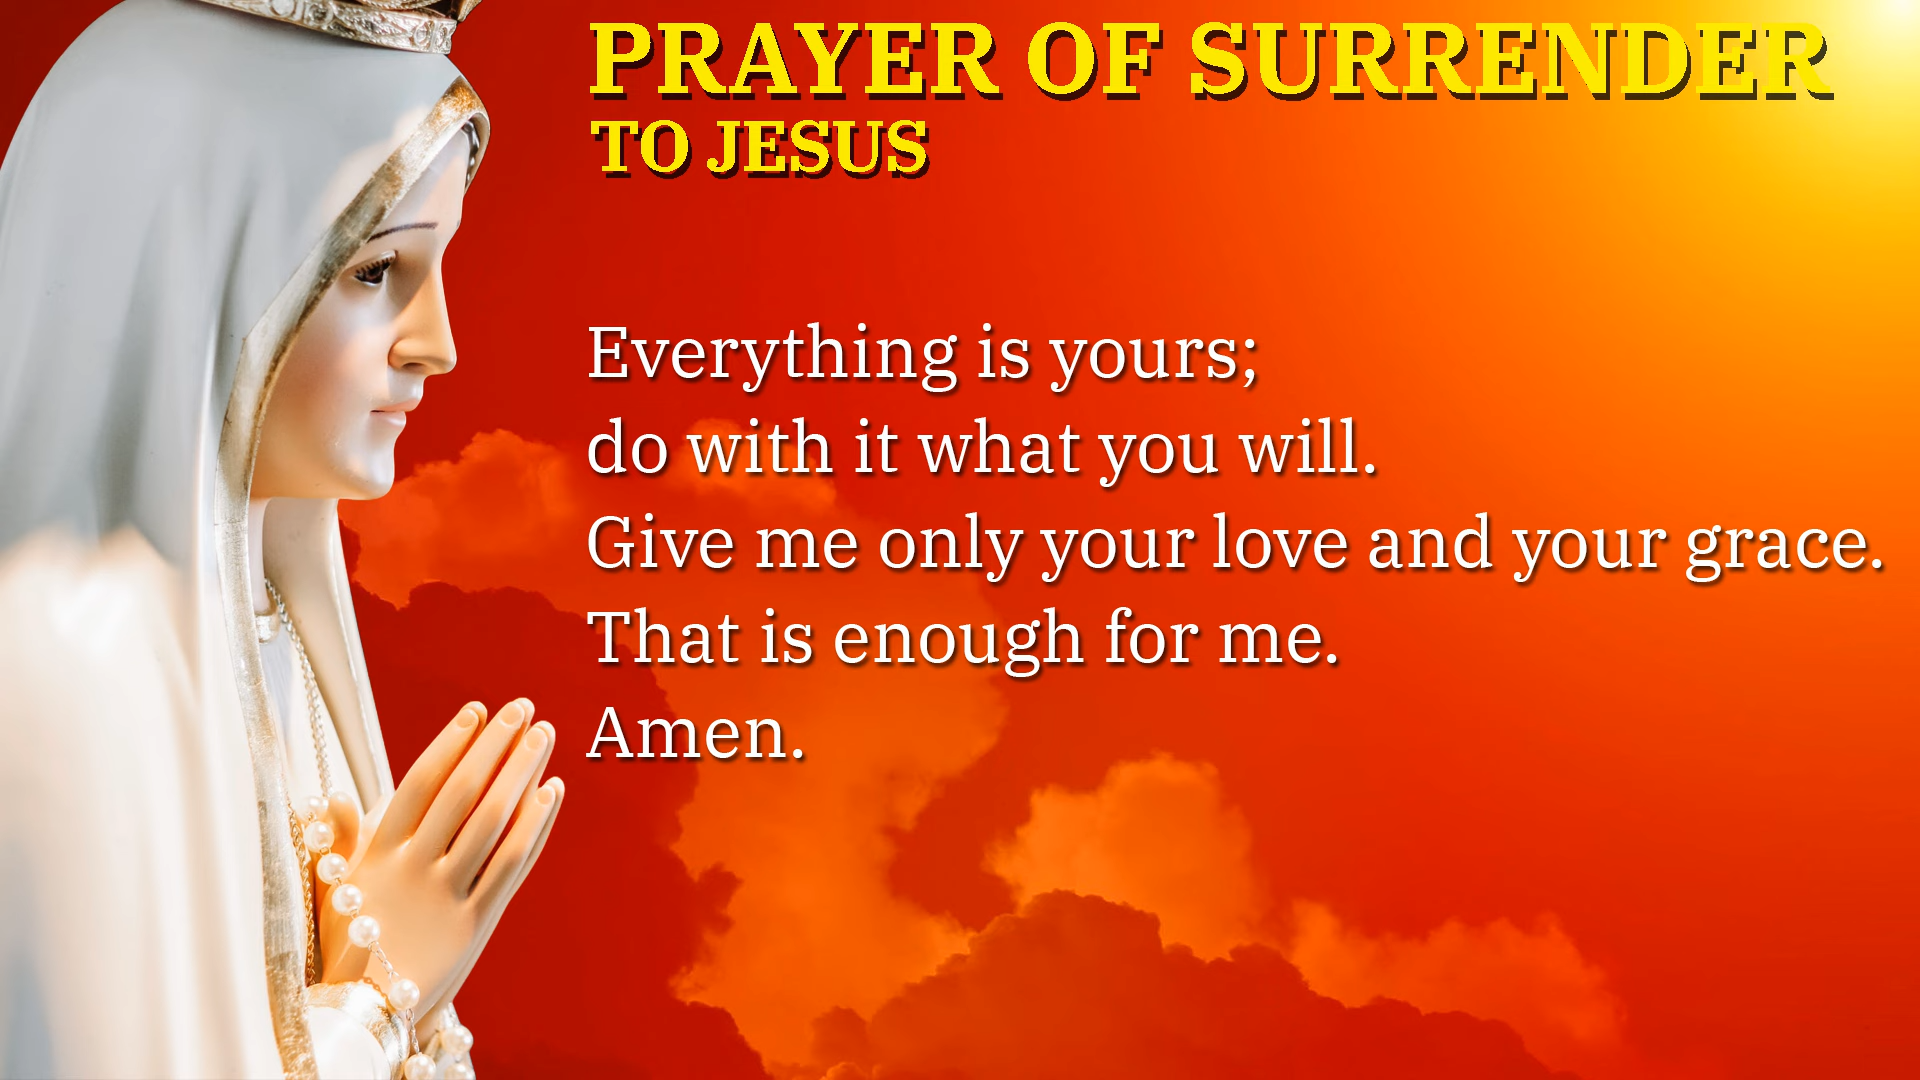 PRAYER OF SURRENDER
TO JESUS
Everything is yours;
do with it what you will.
Give me only your love and your grace.
That is enough for me.
Amen.